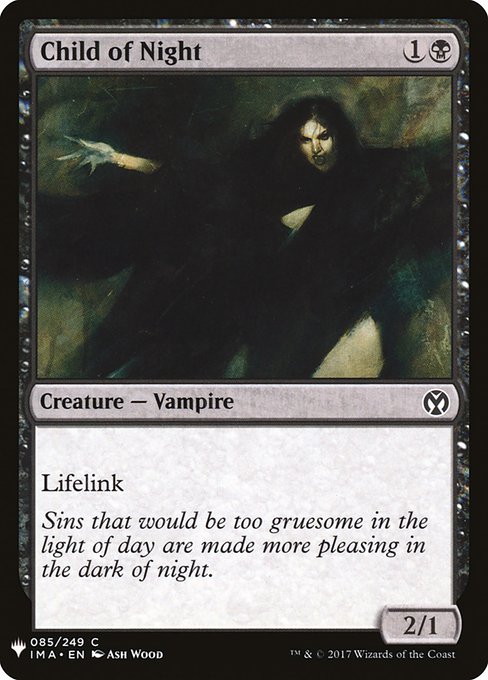 Child of Night 1
Creature — Vampire
Lifelink
Sins that would be too gruesome in the
light of day are made more pleasing in
the dark of night.
2/1
085/249 C
IMA • EN Ash Wood
™ & © 2017 Wizards of the Coast